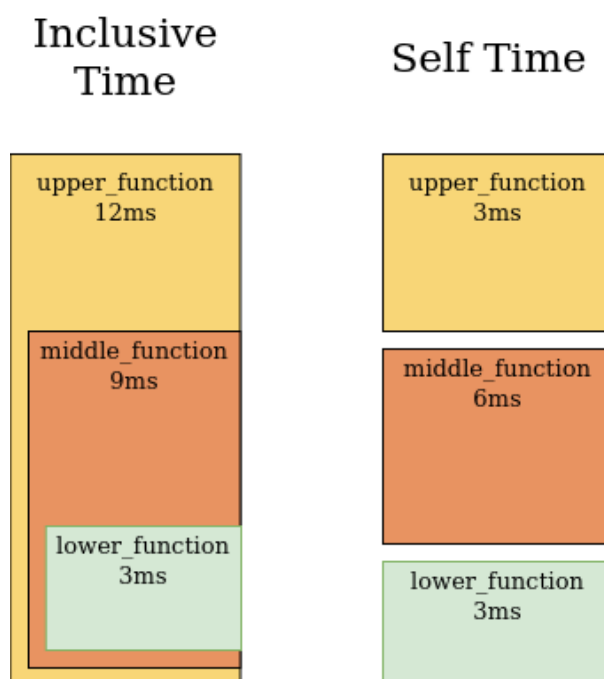 Inclusive
Time
upper_function
12ms
middle_function
9ms
lower_function
3ms
Self Time
upper_function
3ms
middle_function
6ms
lower_function
3ms